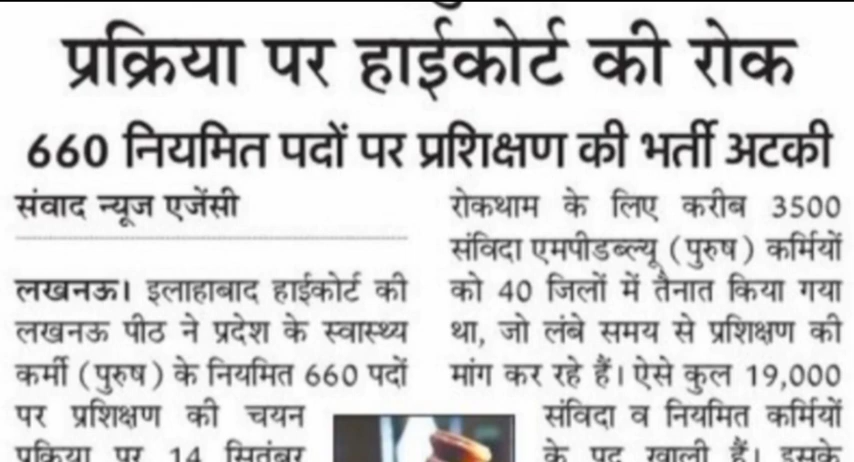 प्रक्रिया पर हाईकोर्ट की रोक
660 नियमित पदों पर प्रशिक्षण की भर्ती अटकी
संवाद न्यूज एजेंसी
लखनऊ। इलाहाबाद हाईकोर्ट की
लखनऊ पीठ ने प्रदेश के स्वास्थ्य
कर्मी (पुरुष) के नियमित 660 पदों
पर प्रशिक्षण की चयन
प्रक्रिया पर 14 सितंबर
रोकथाम के लिए करीब 3500
संविदा एमपीडब्ल्यू (पुरुष) कर्मियों
को 40 जिलों में तैनात किया गया
था, जो लंबे समय से प्रशिक्षण की
मांग कर रहे हैं। ऐसे कुल 19,000
संविदा व नियमित कर्मियों
के पद खाली हैं। इसके